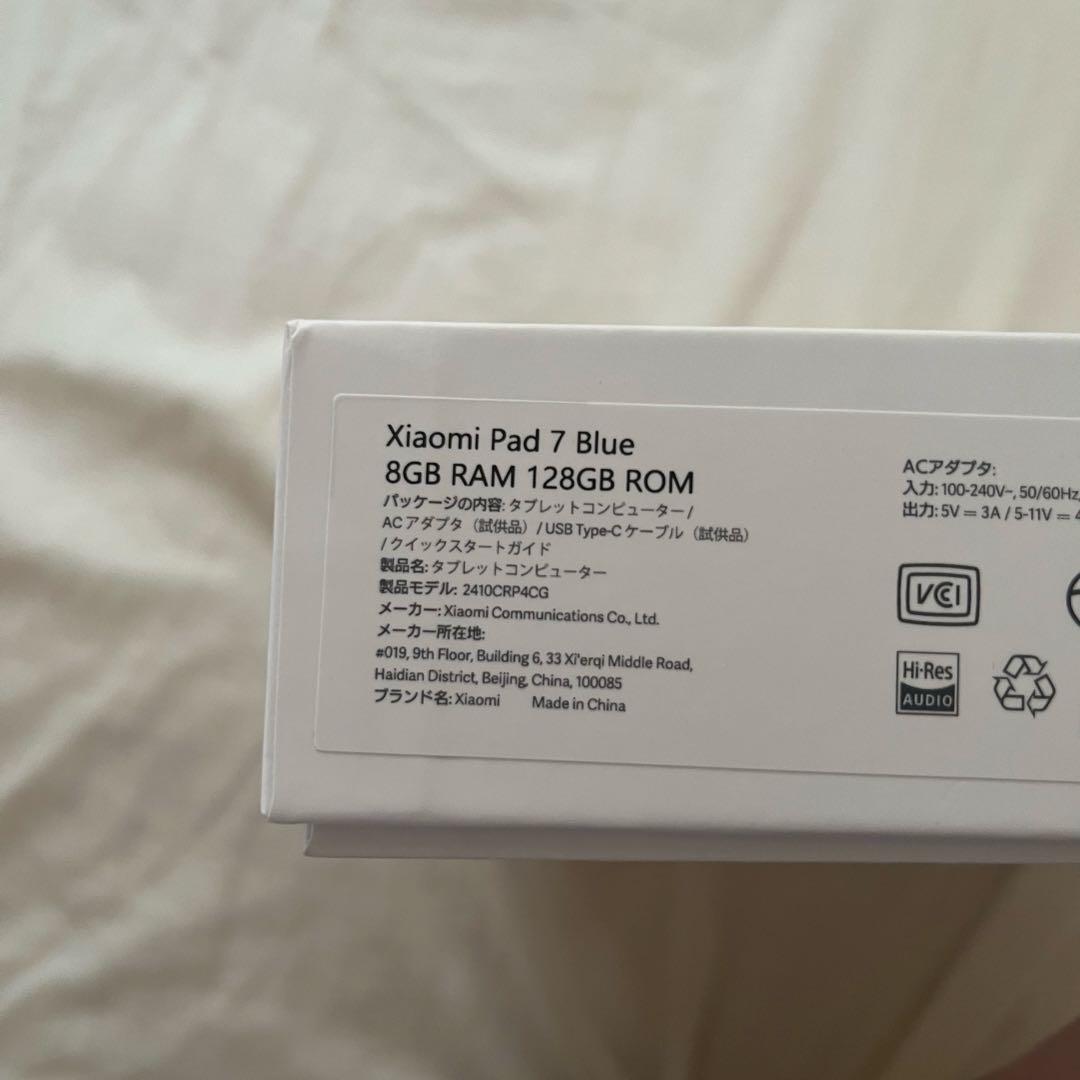 Xiaomi Pad 7 Blue
8GB RAM 128GB ROM
パッケージの内容: タブレットコンピューター /
ACアダプタ（試供品）/ USB Type-C ケーブル（試供品）
/ クイックスタートガイド
製品名: タブレットコンピューター
製品モデル: 2410CRP4CG
メーカー: Xiaomi Communications Co., Ltd.
メーカー所在地:
#019, 9th Floor, Building 6, 33 Xi'erqi Middle Road,
Haidian District, Beijing, China, 100085
ブランド名: Xiaomi Made in China
ACアダプタ:
入力: 100-240V~, 50/60Hz,
出力: 5V = 3A / 5-11V =
VCCI
Hi-Res
AUDIO